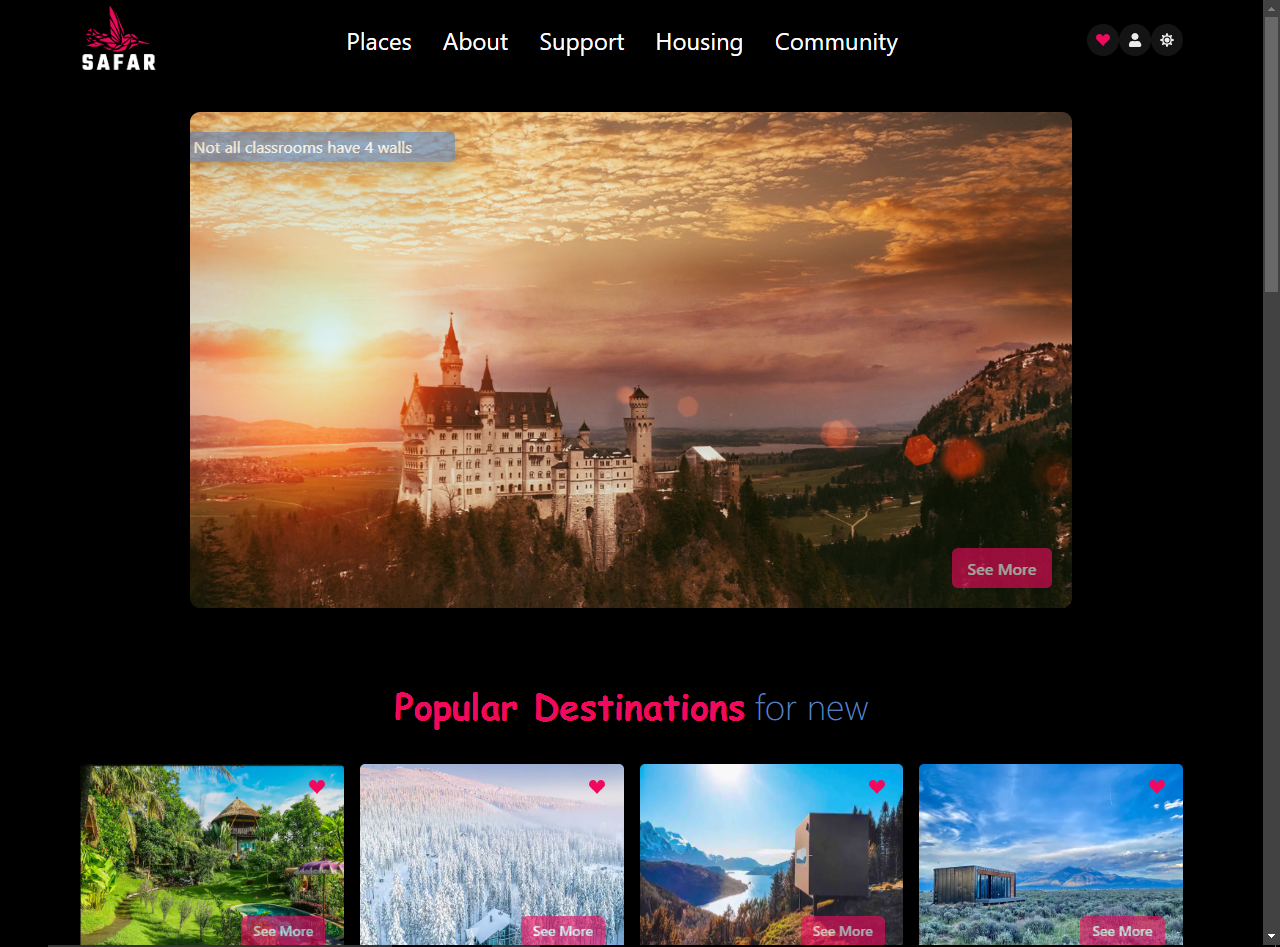 SAFAR
Places About Support Housing Community
Not all classrooms have 4 walls
See More
Popular Destinations for new
See More See More See More See More